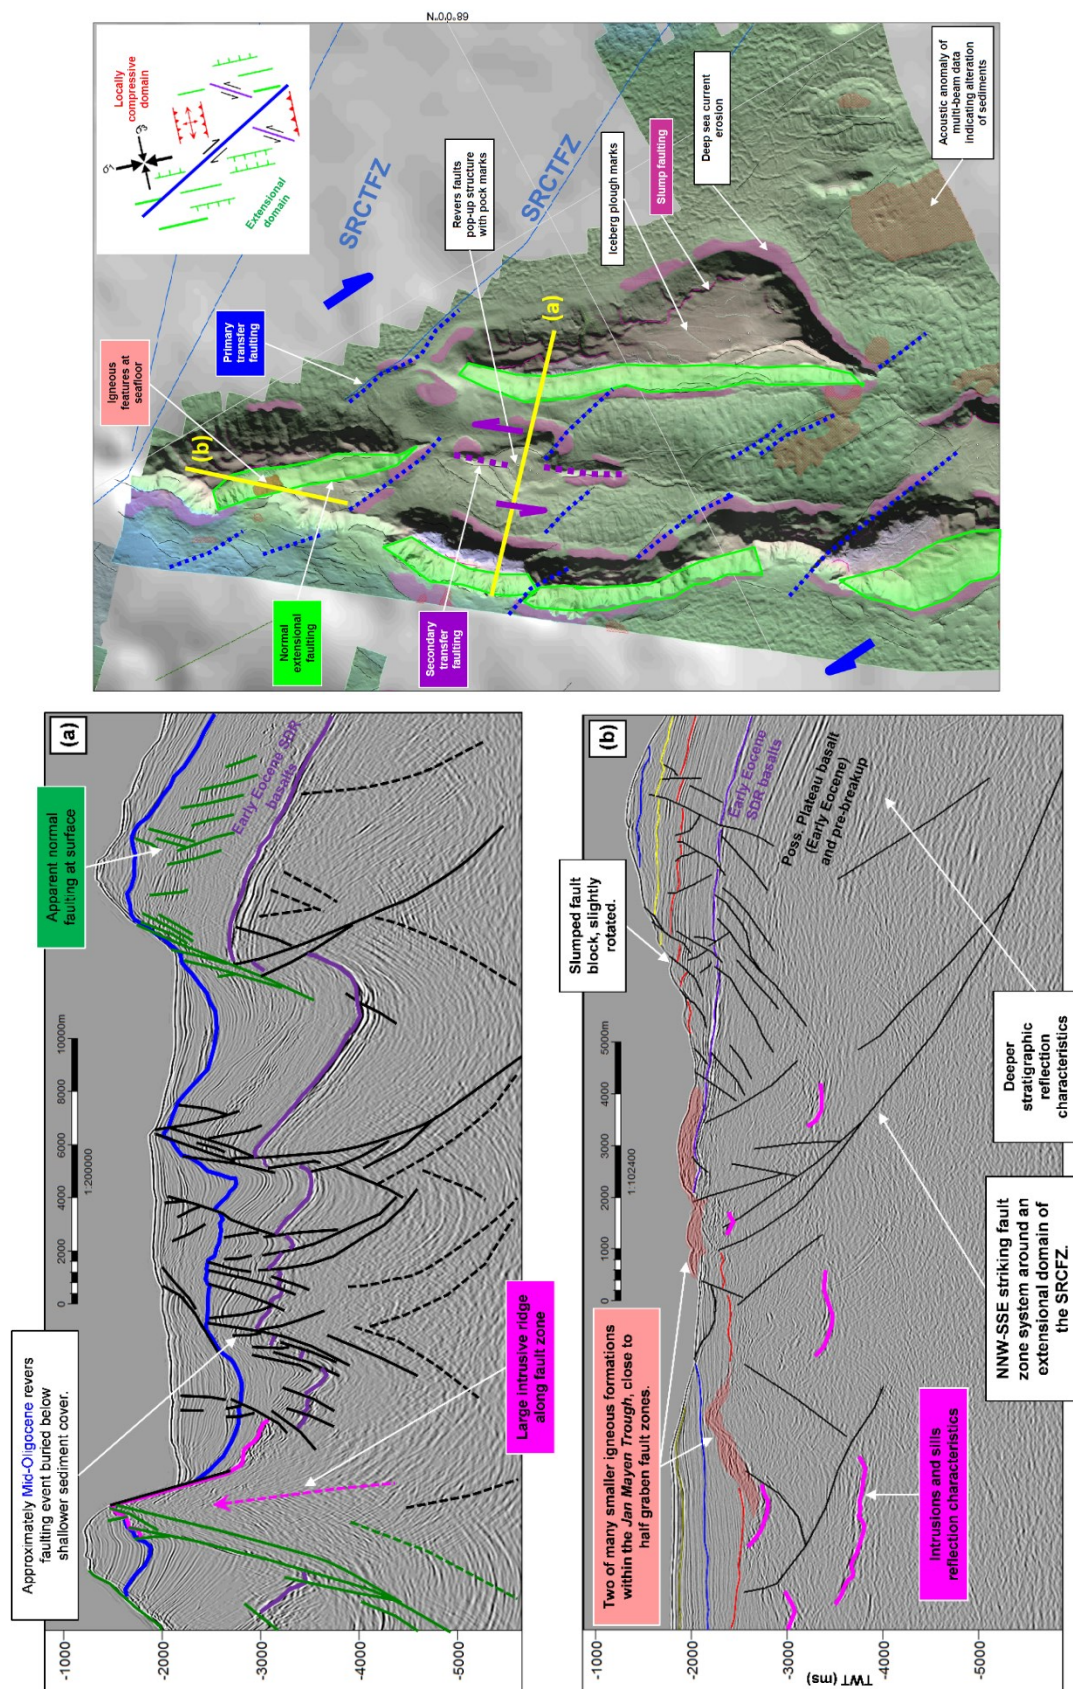 68°0'0"N
Locally
compressive
domain
σ1
σ3
Extensional
domain
SRCTFZ
SRCTFZ
Igneous
features at
seafloor
Primary
transfer
faulting
Revers faults
pop-up structure
with pock marks
Iceberg plough marks
Slump faulting
Deep sea current
erosion
Acoustic anomaly of
multi-beam data
indicating alteration
of sediments
(b)
(a)
Normal
extensional
faulting
Secondary
transfer
faulting
(a)
Approximately Mid-Oligocene revers
faulting event buried below
shallower sediment cover.
Apparent normal
faulting at surface
Early Eocene SDR
basalts
0
2000
4000
6000
8000
10000m
1:200000
Large intrusive ridge
along fault zone
-1000
-2000
-3000
-4000
-5000
(b)
Slumped fault
block, slightly
rotated.
Early Eocene
SDR basalts
Poss. Plateau basalt
(Early Eocene)
and pre-breakup
0
1000
2000
3000
4000
5000m
1:102400
Two of many smaller igneous formations
within the Jan Mayen Trough, close to
half graben fault zones.
Intrusions and sills
reflection characteristics
NNW-SSE striking fault
zone system around an
extensional domain of
the SRCFZ.
Deeper
stratigraphic
reflection
characteristics
-1000
-2000
-3000
-4000
-5000
TWT (ms)